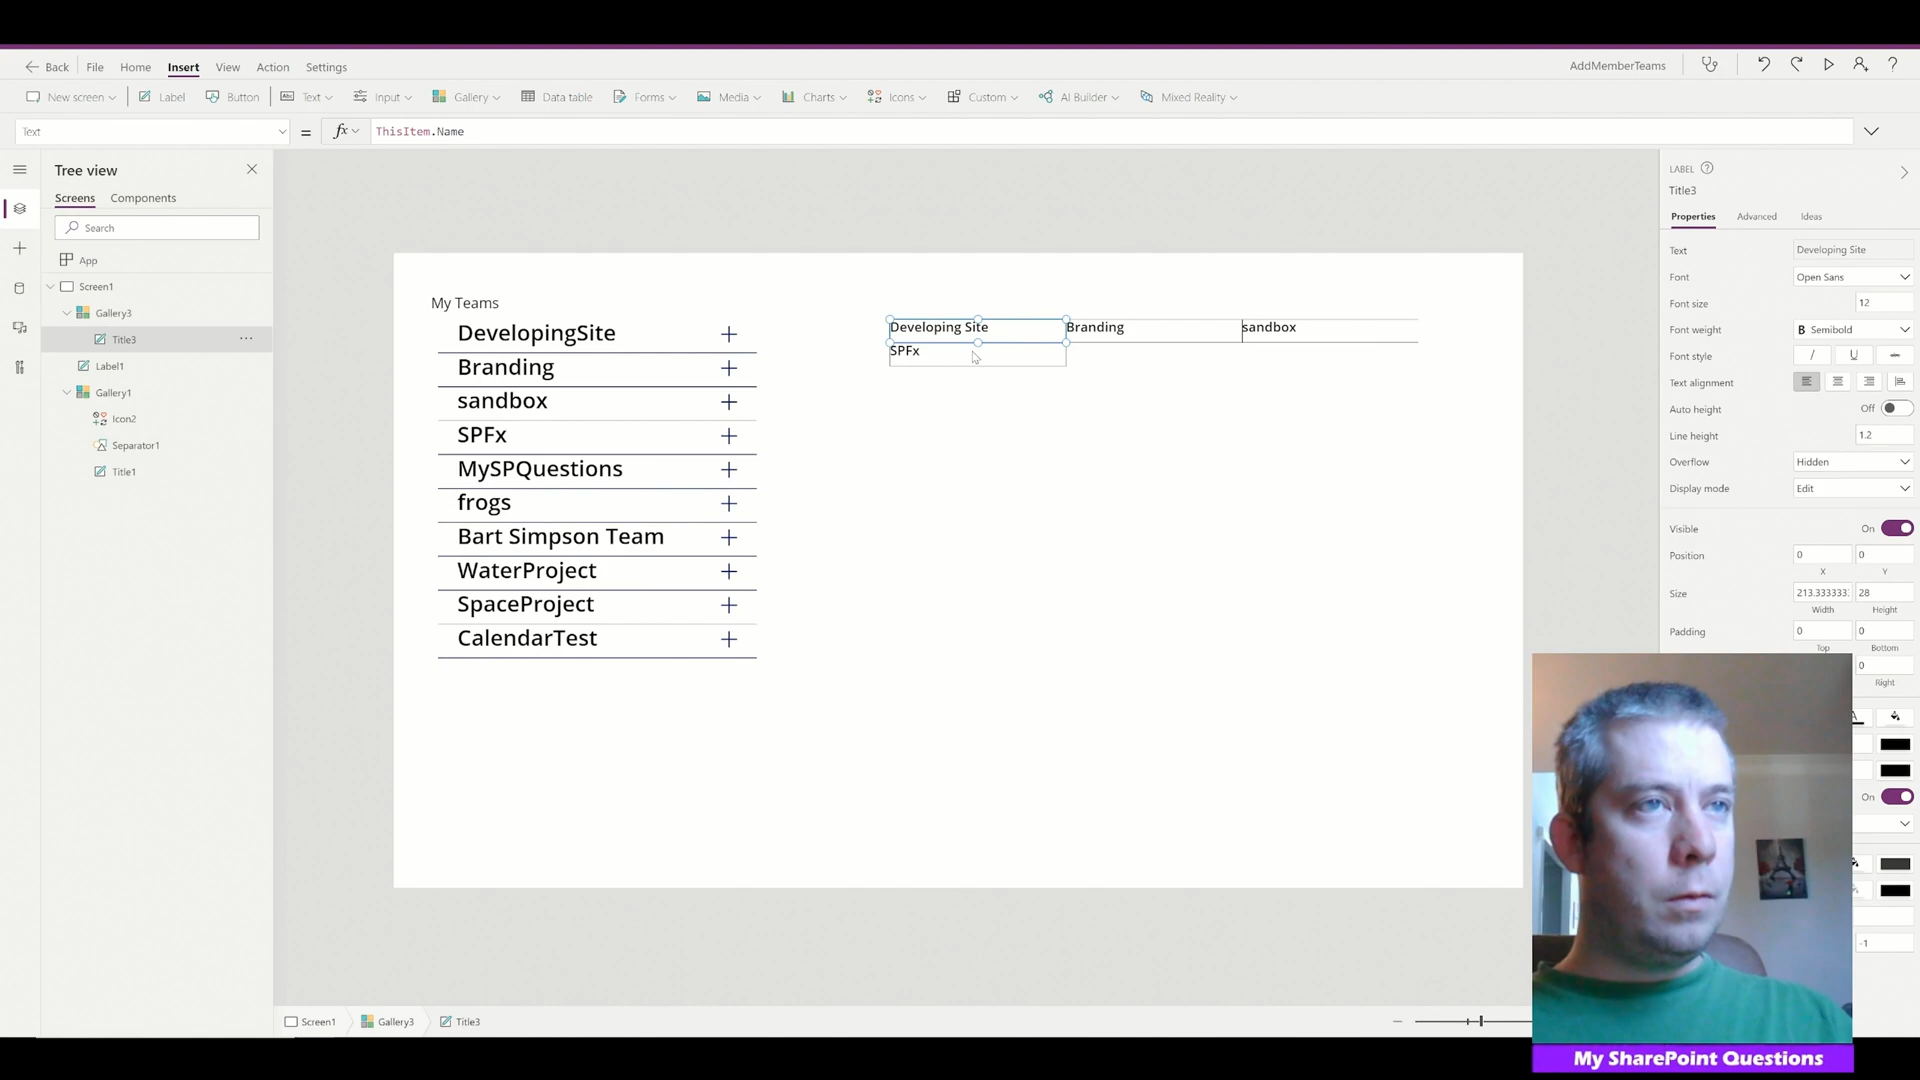 Back File Home Insert View Action Settings AddMemberTeams ?
New screen Label Button Text Input Gallery Data table Forms Media Charts Icons Custom AI Builder Mixed Reality
Text = fx ThisItem.Name
Tree view
Screens Components
Search
App
Screen1
Gallery3
Title3 ...
Label1
Gallery1
Icon2
Separator1
Title1
My Teams
DevelopingSite
Branding
sandbox
SPFx
MySPQuestions
frogs
Bart Simpson Team
WaterProject
SpaceProject
CalendarTest
Developing Site Branding sandbox
SPFx
LABEL ?
Title3
Properties Advanced Ideas
Text Developing Site
Font Open Sans
Font size 12
Font weight B Semibold
Font style / U
Text alignment
Auto height Off
Line height 1.2
Overflow Hidden
Display mode Edit
Visible On
Position 0 0
X Y
Size 213.333333 28
Width Height
Padding 0 0
Top Bottom
0
Right
On
-1
Screen1 Gallery3 Title3
My SharePoint Questions